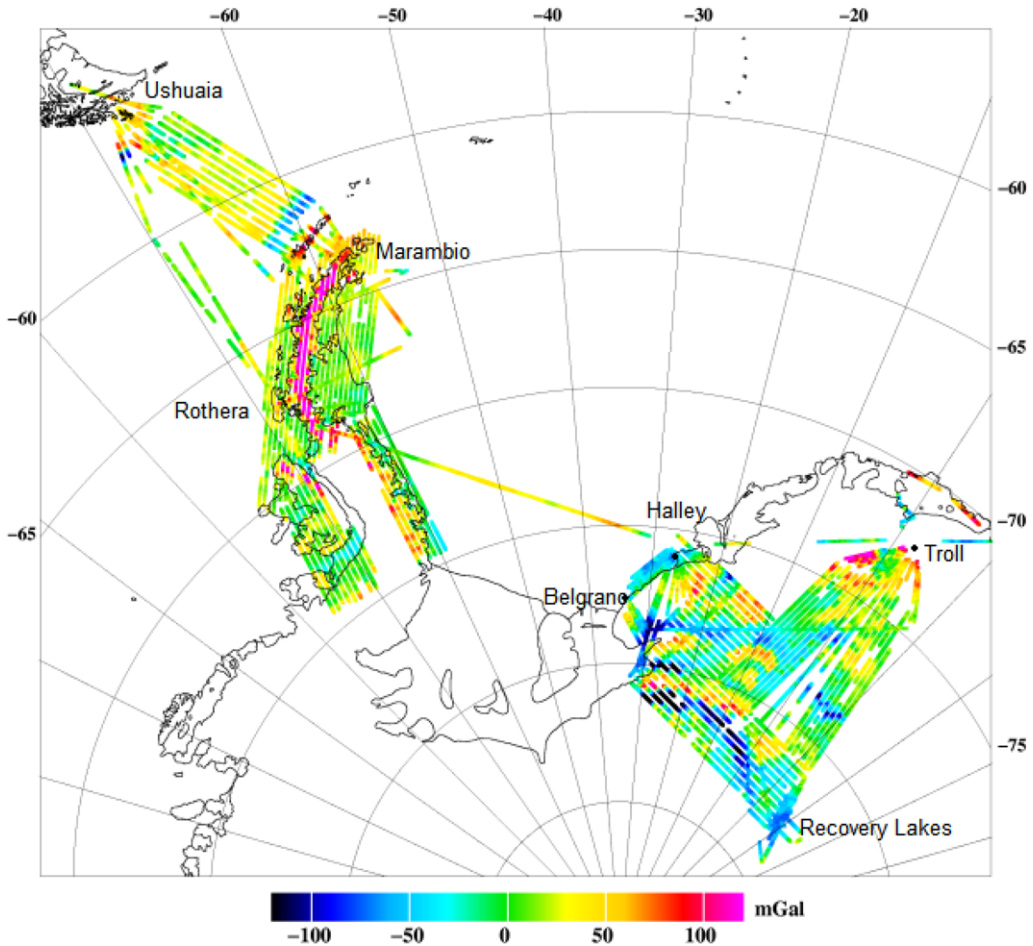 −60 −50 −40 −30 −20
Ushuaia
−60
Marambio
−60
−65
Rothera
Halley
−70
−65
Troll
Belgrano
−75
Recovery Lakes
mGal
−100 −50 0 50 100